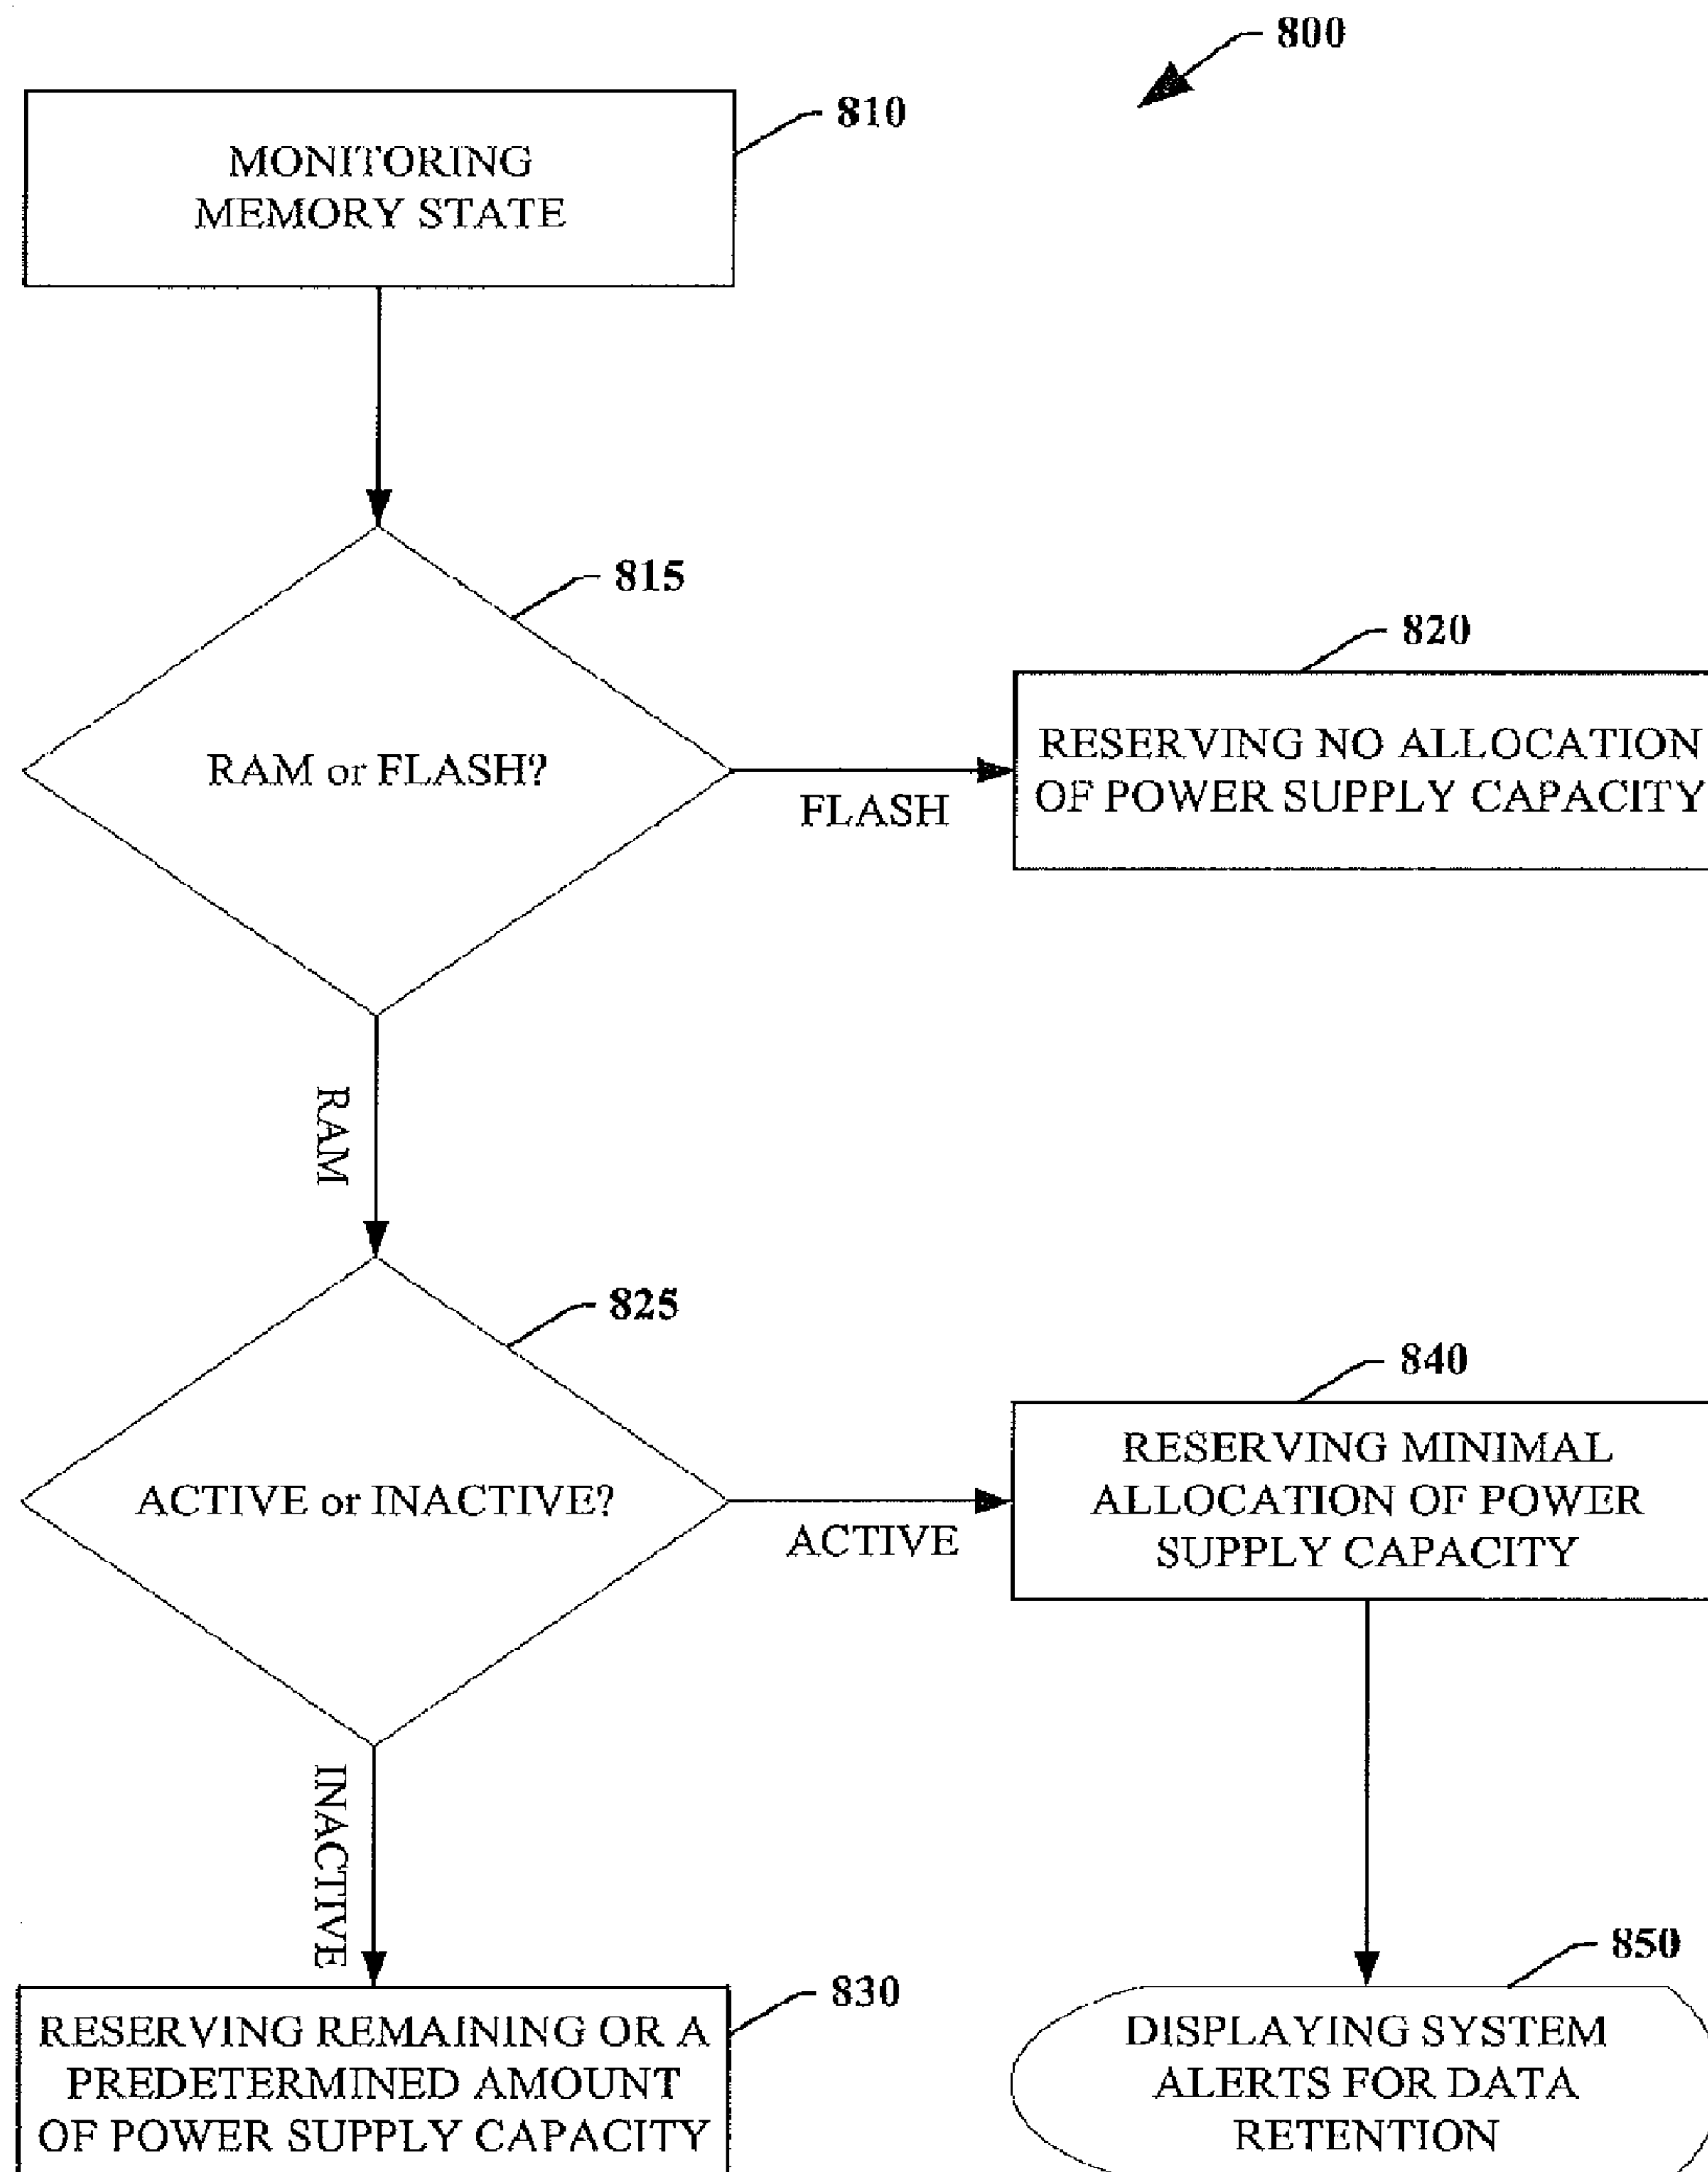 800
810
MONITORING
MEMORY STATE
815
RAM or FLASH?
820
FLASH
RESERVING NO ALLOCATION
OF POWER SUPPLY CAPACITY
RAM
825
ACTIVE or INACTIVE?
840
ACTIVE
RESERVING MINIMAL
ALLOCATION OF POWER
SUPPLY CAPACITY
INACTIVE
830
RESERVING REMAINING OR A
PREDETERMINED AMOUNT
OF POWER SUPPLY CAPACITY
850
DISPLAYING SYSTEM
ALERTS FOR DATA
RETENTION